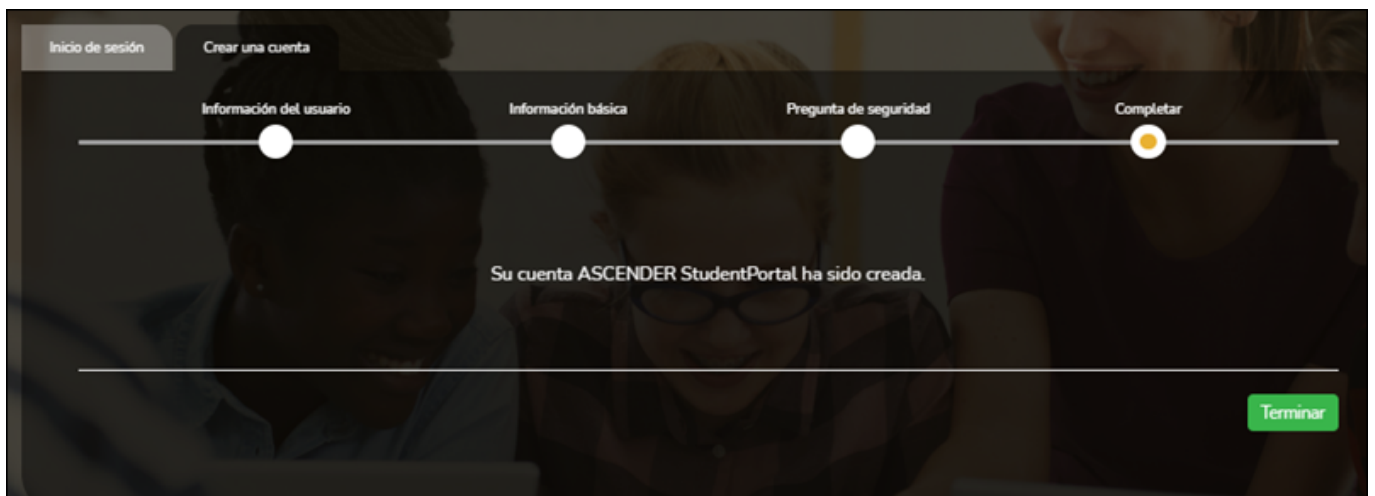 Inicio de sesión
Crear una cuenta
Información del usuario
Información básica
Pregunta de seguridad
Completar
Su cuenta ASCENDER StudentPortal ha sido creada.
Terminar